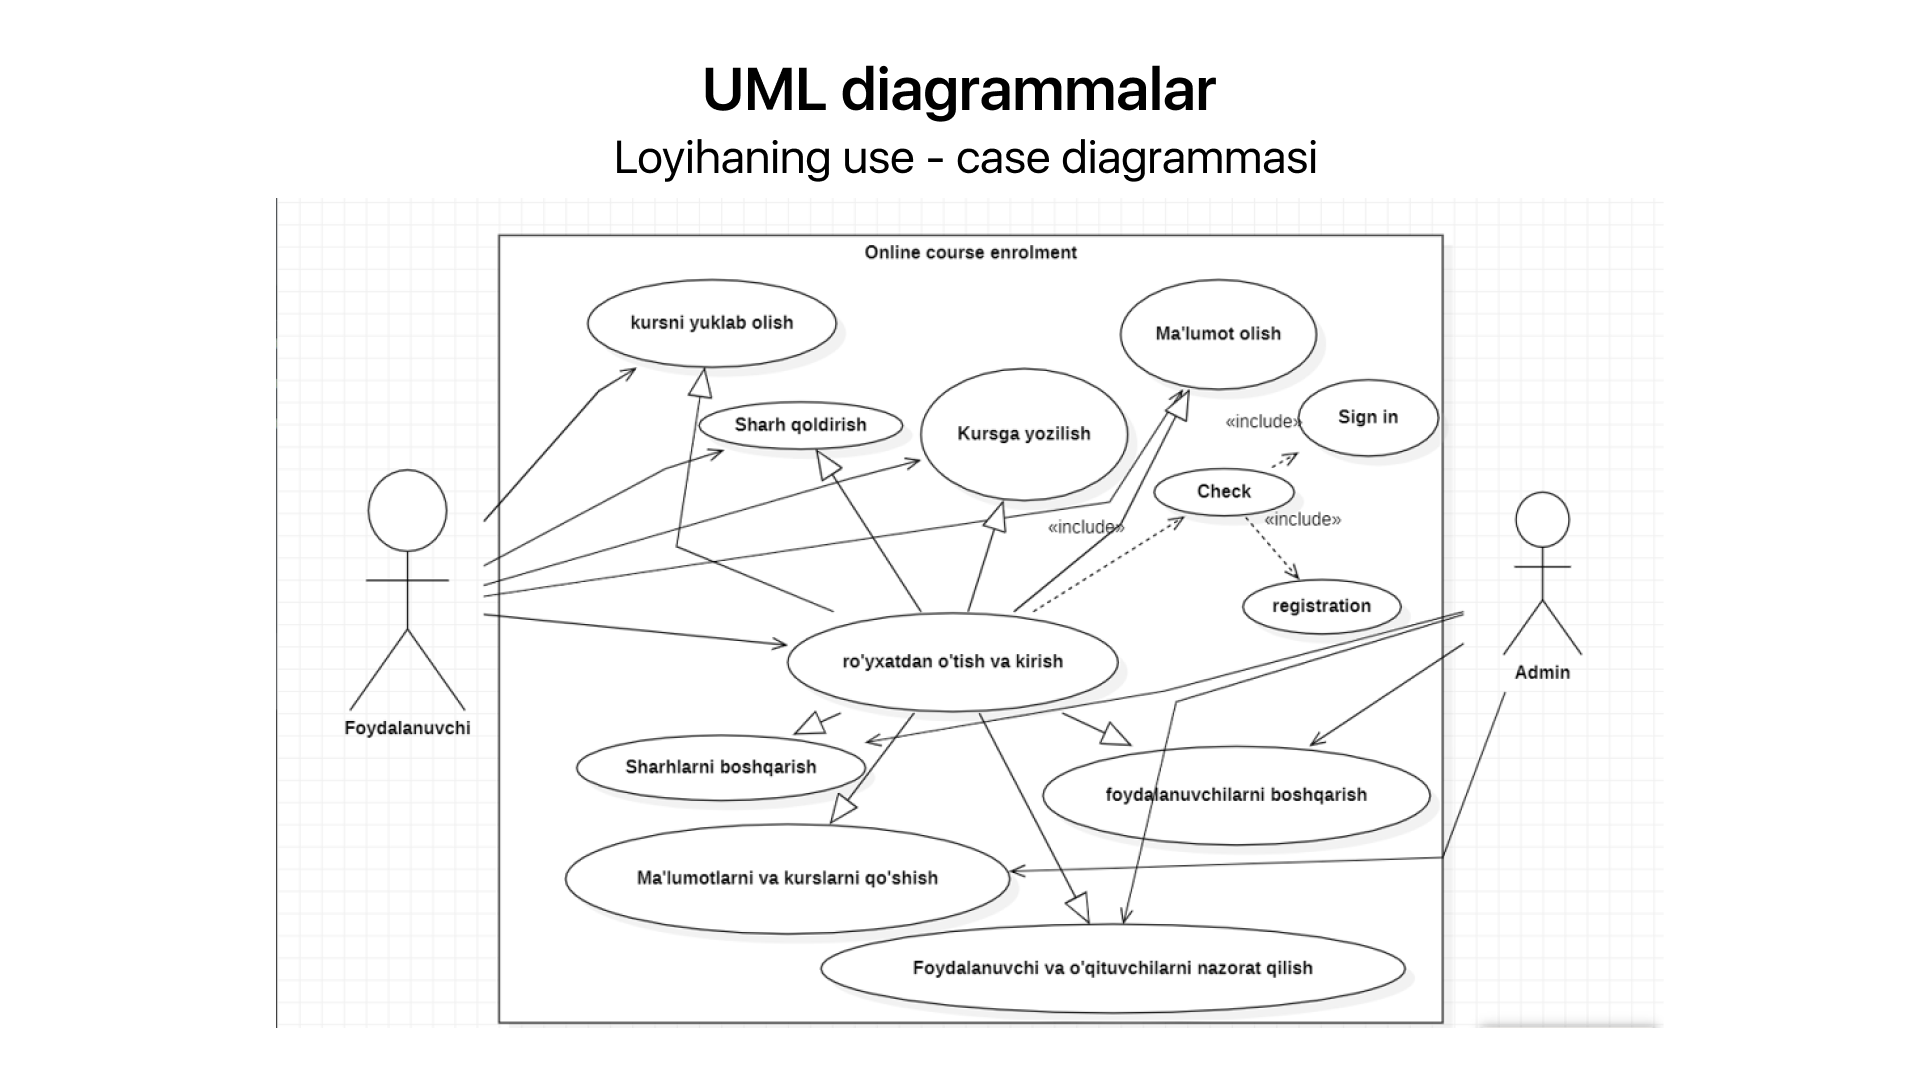 UML diagrammalar
Loyihaning use - case diagrammasi
Online course enrolment
kursni yuklab olish
Ma'lumot olish
Sharh qoldirish
Kursga yozilish
«include»
Sign in
Check
«include»
«include»
registration
ro'yxatdan o'tish va kirish
Foydalanuvchi
Admin
Sharhlarni boshqarish
foydalanuvchilarni boshqarish
Ma'lumotlarni va kurslarni qo'shish
Foydalanuvchi va o'qituvchilarni nazorat qilish